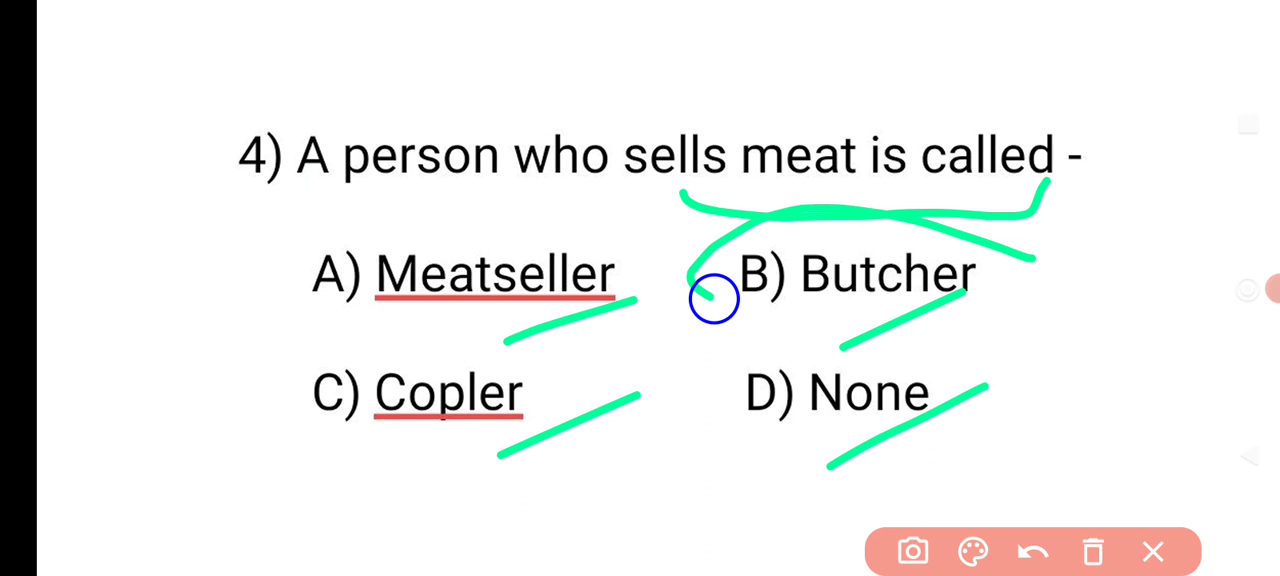 4) A person who sells meat is called -
A) Meatseller B) Butcher
C) Copler D) None